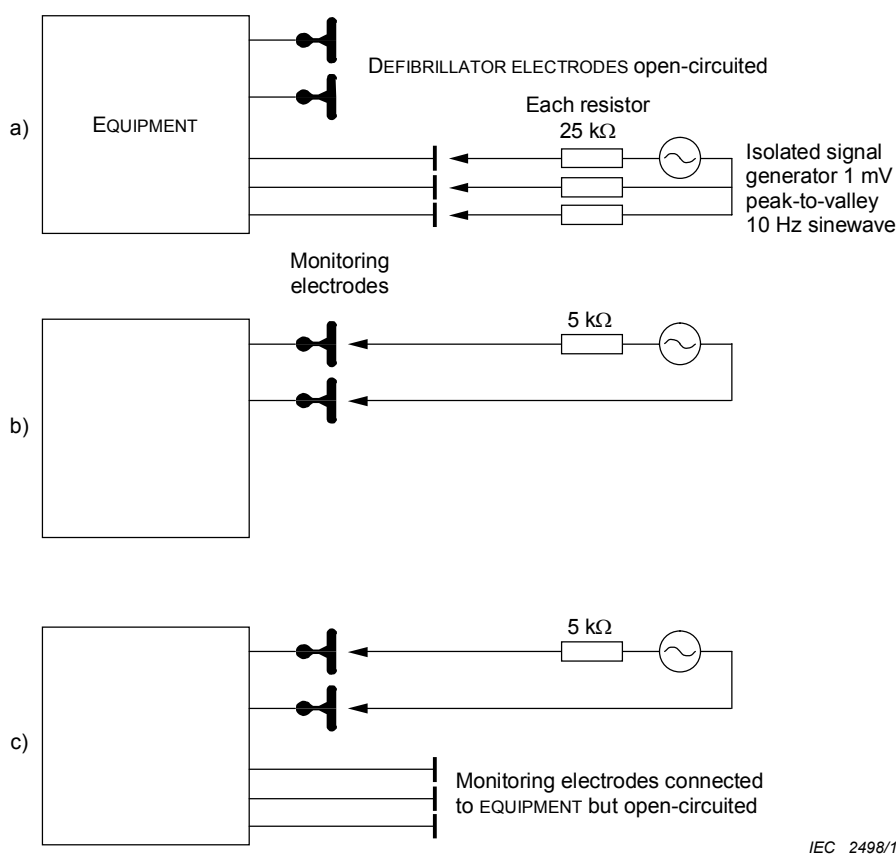 DEFIBRILLATOR ELECTRODES open-circuited
a)
EQUIPMENT
Each resistor
25 kΩ
Isolated signal
generator 1 mV
peak-to-valley
10 Hz sinewave
Monitoring
electrodes
b)
5 kΩ
c)
5 kΩ
Monitoring electrodes connected
to EQUIPMENT but open-circuited
IEC 2498/1